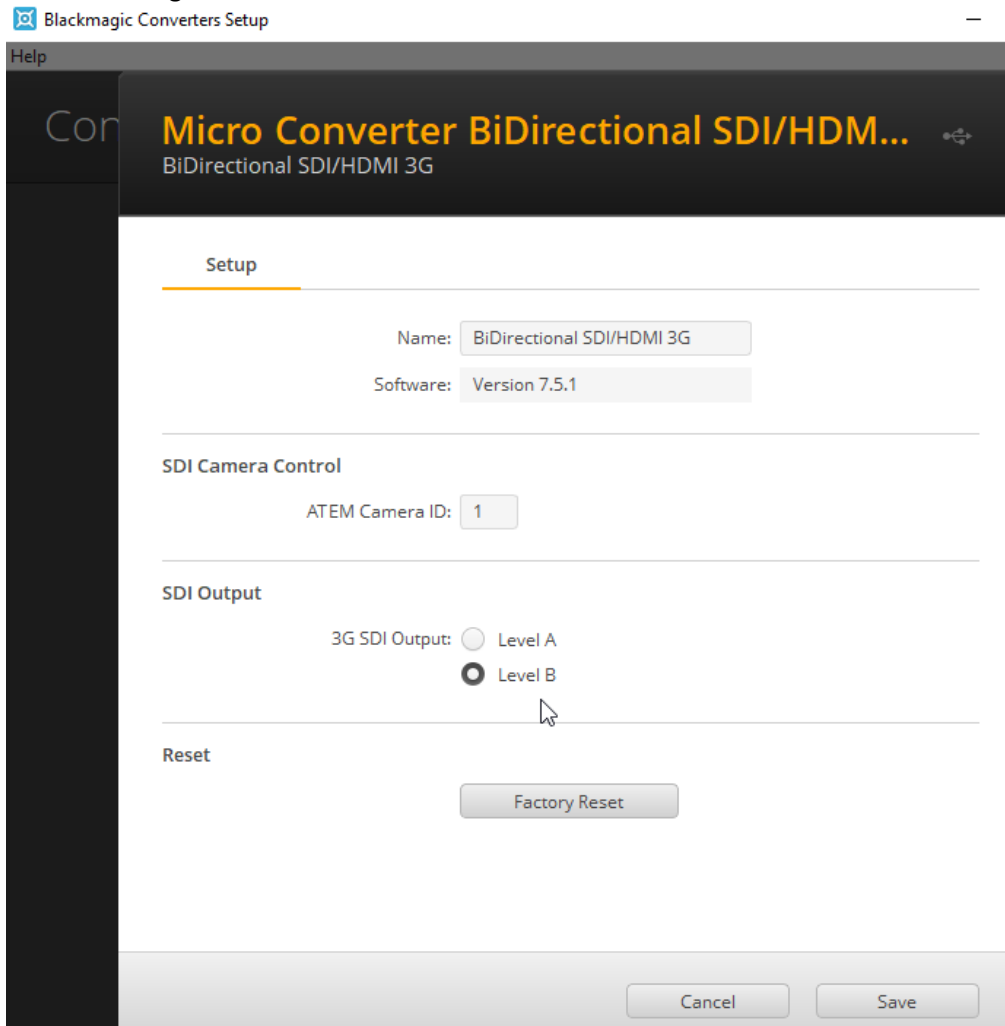 Blackmagic Converters Setup
Help
Con
Micro Converter BiDirectional SDI/HDM...
BiDirectional SDI/HDMI 3G
Setup
Name: BiDirectional SDI/HDMI 3G
Software: Version 7.5.1
SDI Camera Control
ATEM Camera ID: 1
SDI Output
3G SDI Output: Level A
Level B
Reset
Factory Reset
Cancel Save